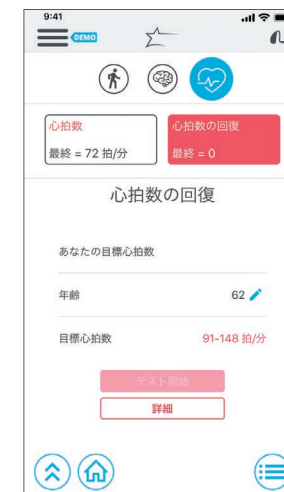 9:41
DEMO
心拍数
最終 = 72 拍/分
心拍数の回復
最終 = 0
心拍数の回復
あなたの目標心拍数
年齢 62
目標心拍数 91-148 拍/分
テスト開始
詳細